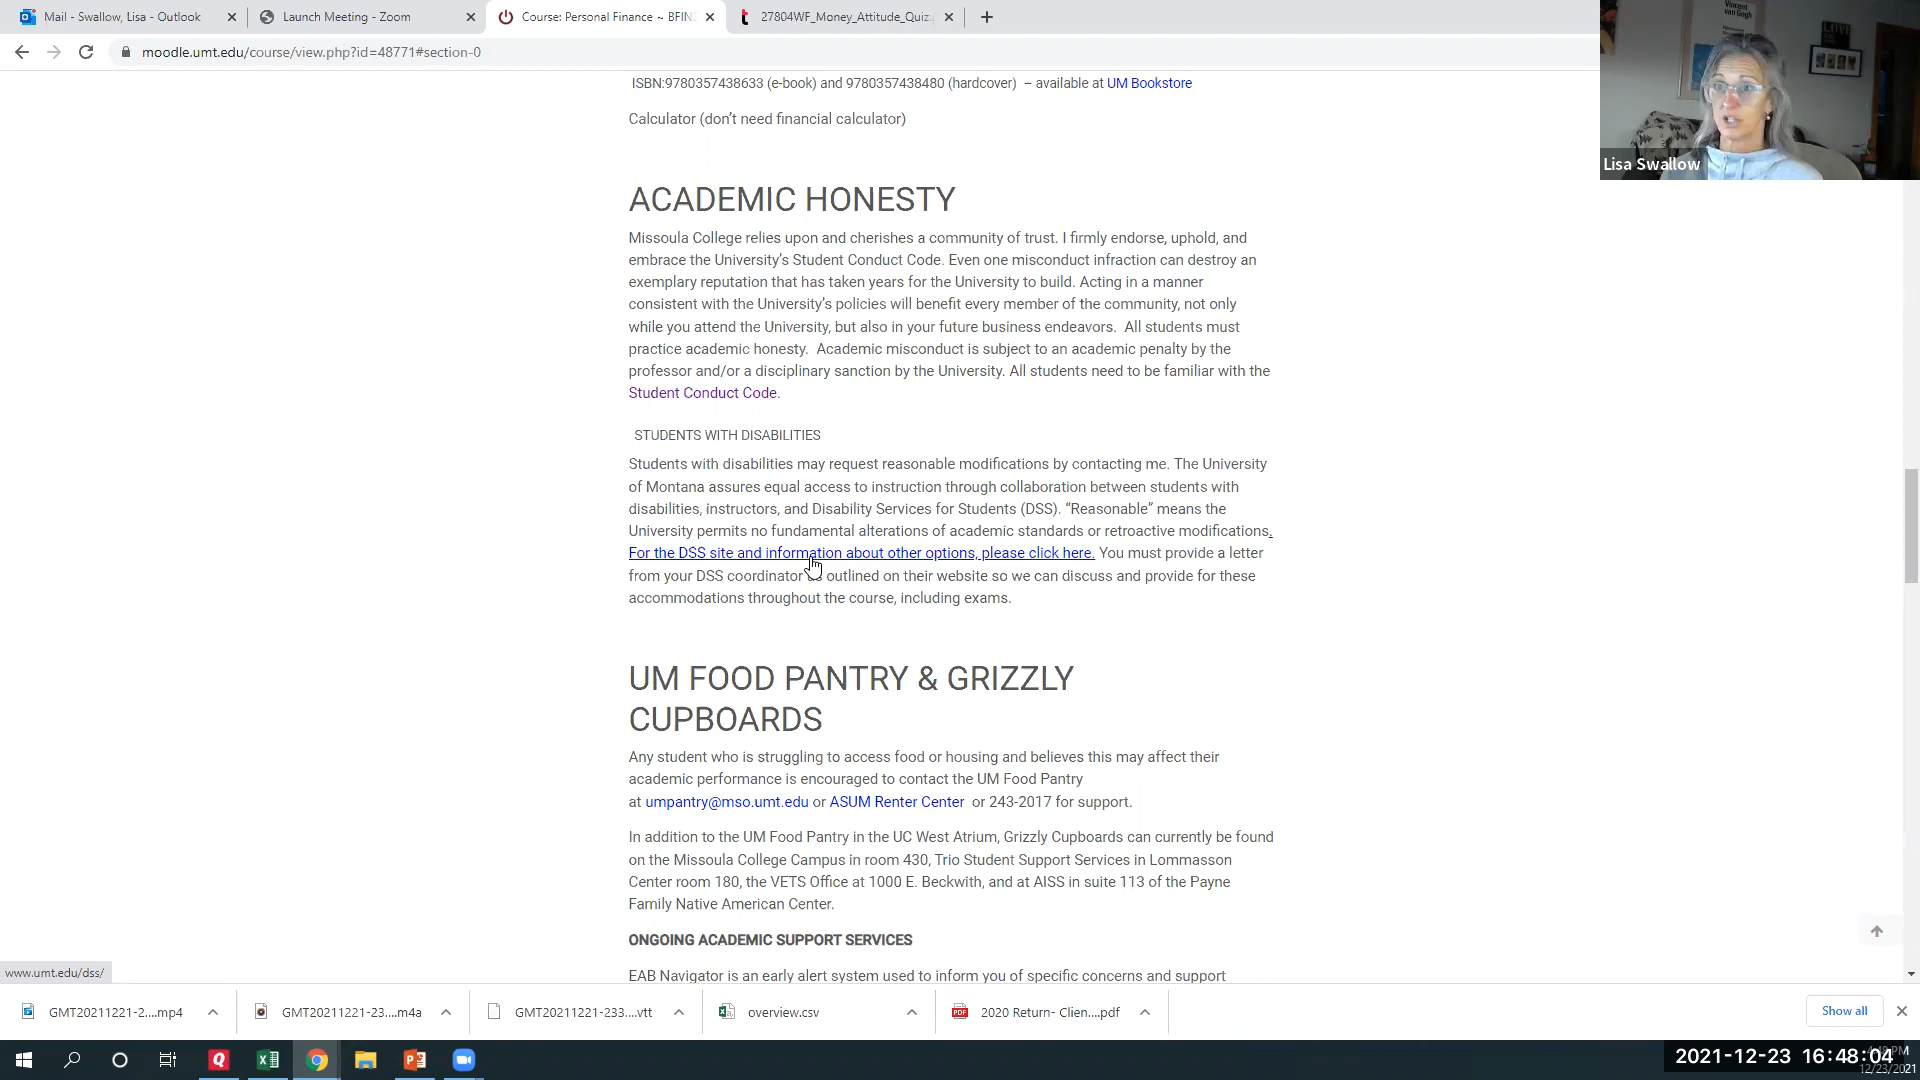 Mail - Swallow, Lisa - Outlook
Launch Meeting - Zoom
Course: Personal Finance ~ BFIN
27804WF_Money_Attitude_Quiz.
moodle.umt.edu/course/view.php?id=48771#section-0
Vincent
van Gogh
LOVE
Lisa Swallow
ISBN:9780357438633 (e-book) and 9780357438480 (hardcover) – available at UM Bookstore
Calculator (don’t need financial calculator)
ACADEMIC HONESTY
Missoula College relies upon and cherishes a community of trust. I firmly endorse, uphold, and
embrace the University’s Student Conduct Code. Even one misconduct infraction can destroy an
exemplary reputation that has taken years for the University to build. Acting in a manner
consistent with the University’s policies will benefit every member of the community, not only
while you attend the University, but also in your future business endeavors. All students must
practice academic honesty. Academic misconduct is subject to an academic penalty by the
professor and/or a disciplinary sanction by the University. All students need to be familiar with the
Student Conduct Code.
STUDENTS WITH DISABILITIES
Students with disabilities may request reasonable modifications by contacting me. The University
of Montana assures equal access to instruction through collaboration between students with
disabilities, instructors, and Disability Services for Students (DSS). “Reasonable” means the
University permits no fundamental alterations of academic standards or retroactive modifications.
For the DSS site and information about other options, please click here. You must provide a letter
from your DSS coordinator as outlined on their website so we can discuss and provide for these
accommodations throughout the course, including exams.
UM FOOD PANTRY & GRIZZLY
CUPBOARDS
Any student who is struggling to access food or housing and believes this may affect their
academic performance is encouraged to contact the UM Food Pantry
at umpantry@mso.umt.edu or ASUM Renter Center or 243-2017 for support.
In addition to the UM Food Pantry in the UC West Atrium, Grizzly Cupboards can currently be found
on the Missoula College Campus in room 430, Trio Student Support Services in Lommasson
Center room 180, the VETS Office at 1000 E. Beckwith, and at AISS in suite 113 of the Payne
Family Native American Center.
ONGOING ACADEMIC SUPPORT SERVICES
EAB Navigator is an early alert system used to inform you of specific concerns and support
www.umt.edu/dss/
GMT20211221-2....mp4
GMT20211221-23....m4a
GMT20211221-233....vtt
overview.csv
2020 Return- Clien....pdf
Show all
2021-12-23 16:48:04
12/23/2021